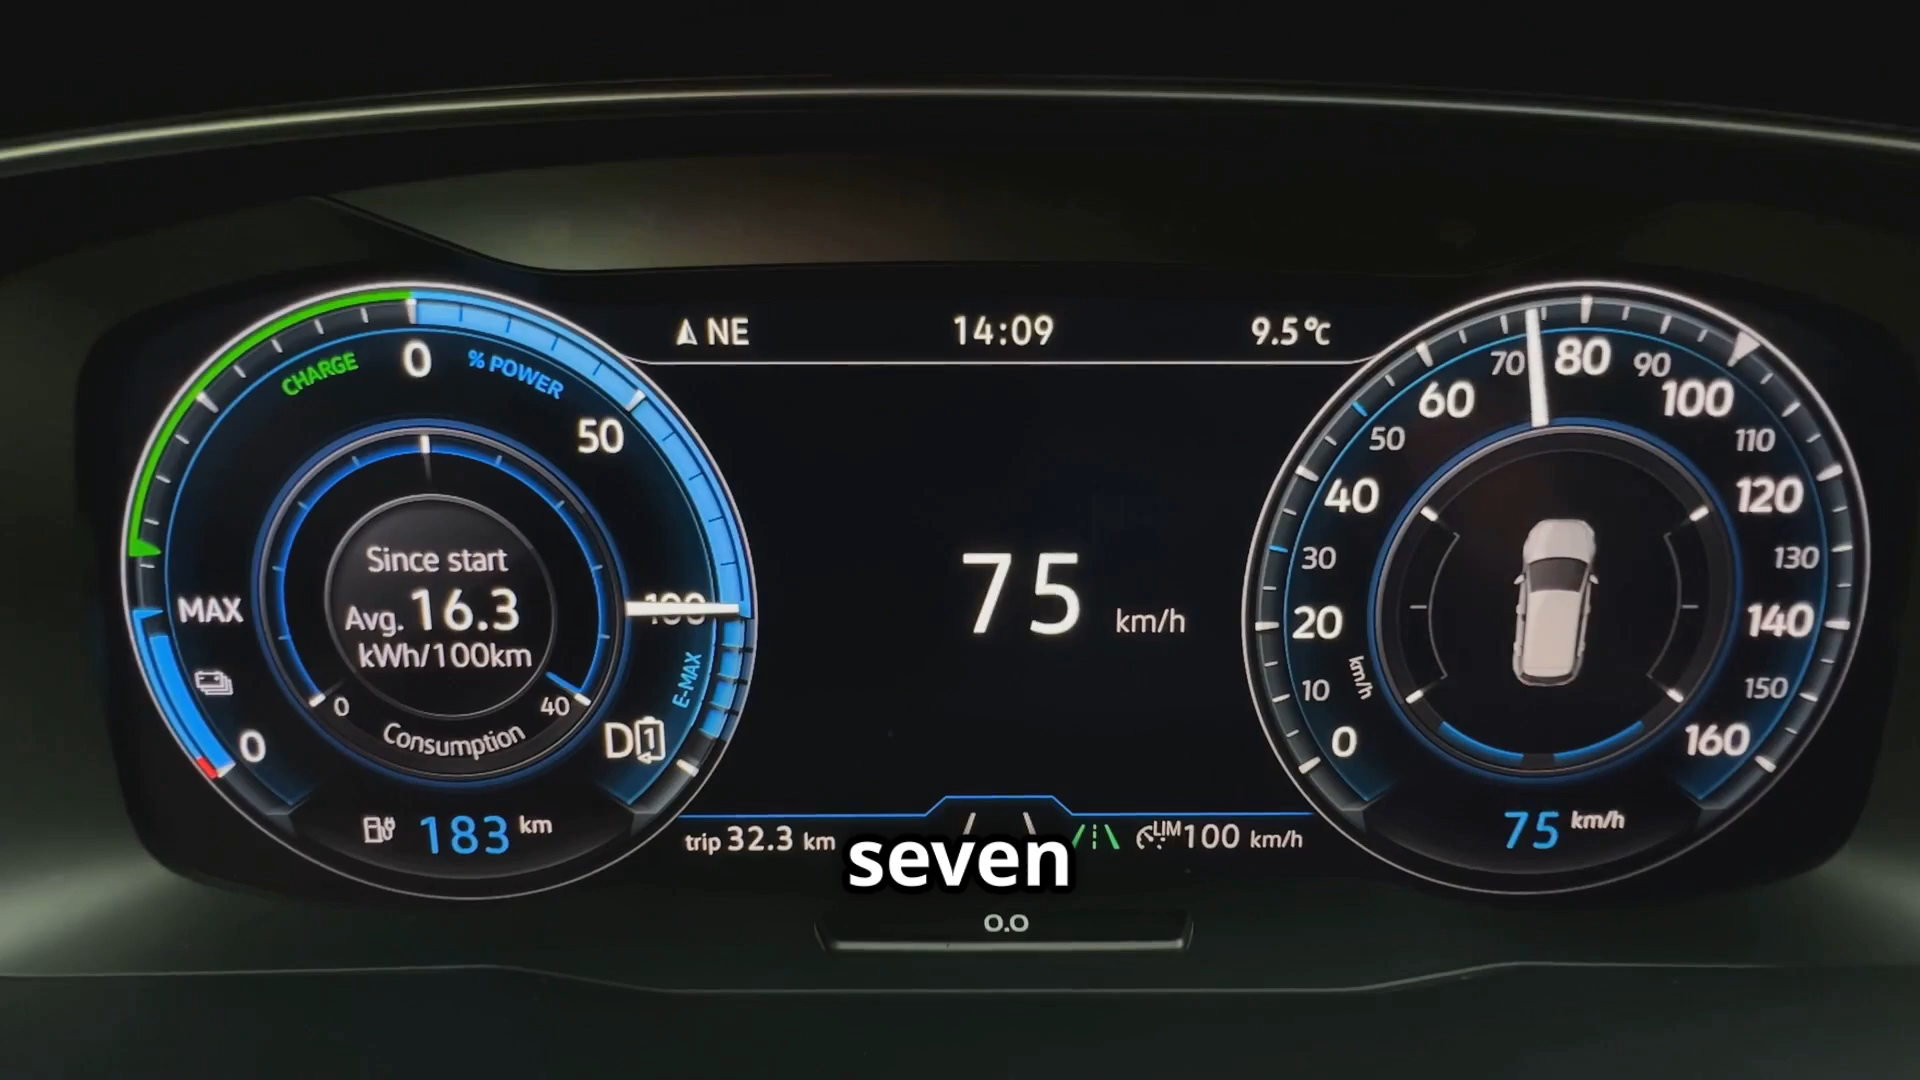 NE
14:09
9.5°C
CHARGE
0
% POWER
50
100
E-MAX
MAX
0
Since start
Avg. 16.3
kWh/100km
0
40
Consumption
D
1
183 km
75 km/h
trip 32.3 km
LIM 100 km/h
0
10
20
30
40
50
60
70
80
90
100
110
120
130
140
150
160
km/h
75 km/h
seven
0.0